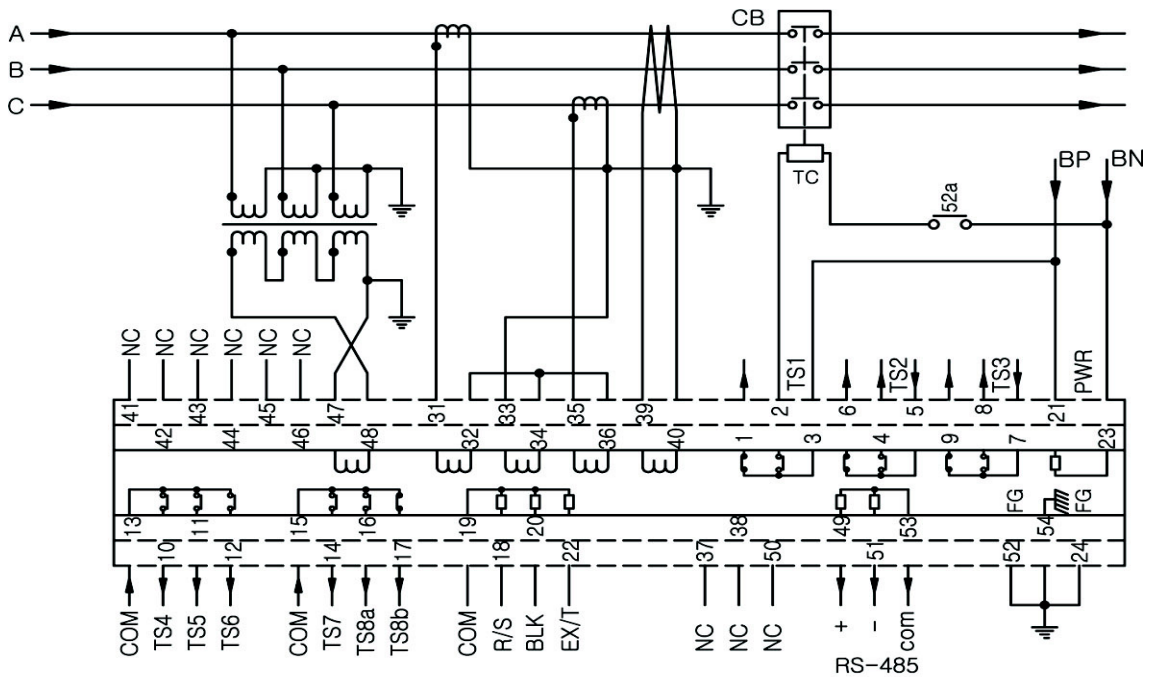 A
B
C
CB
TC
BP
BN
52a
NC
NC
NC
NC
NC
NC
TS1
TS2
TS3
PWR
41
43
45
47
31
33
35
39
2
6
5
8
21
42
44
46
48
32
34
36
40
1
3
4
9
7
23
FG
FG
13
11
15
16
19
20
38
49
53
54
10
12
14
17
18
22
37
50
51
52
24
COM
TS4
TS5
TS6
COM
TS7
TS8a
TS8b
COM
R/S
BLK
EX/T
NC
NC
NC
+
-
com
RS-485